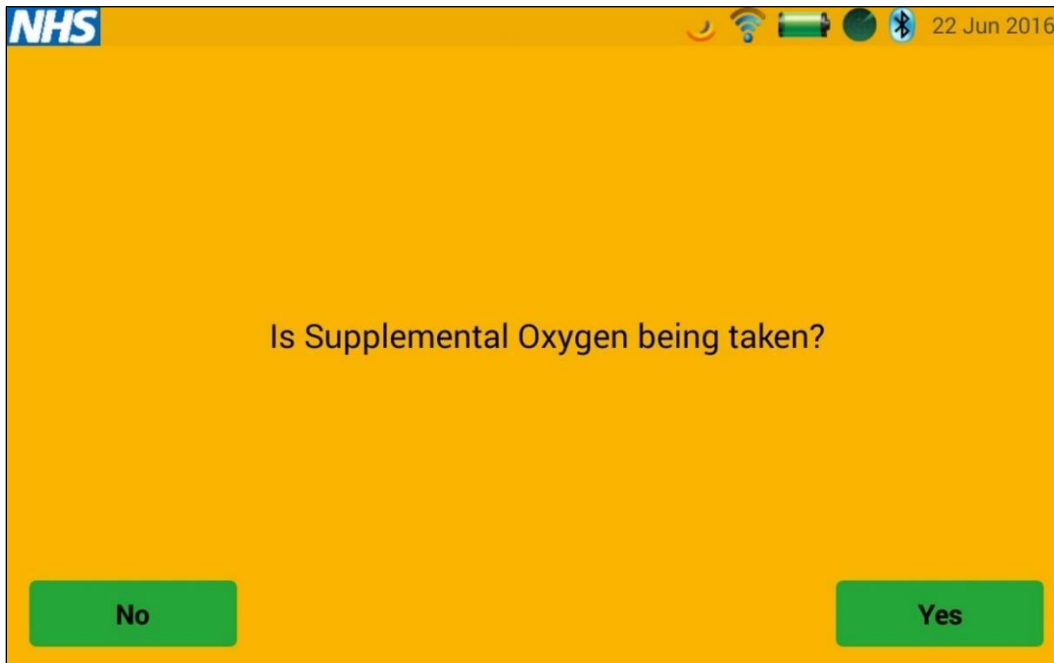 NHS
22 Jun 2016
Is Supplemental Oxygen being taken?
No
Yes